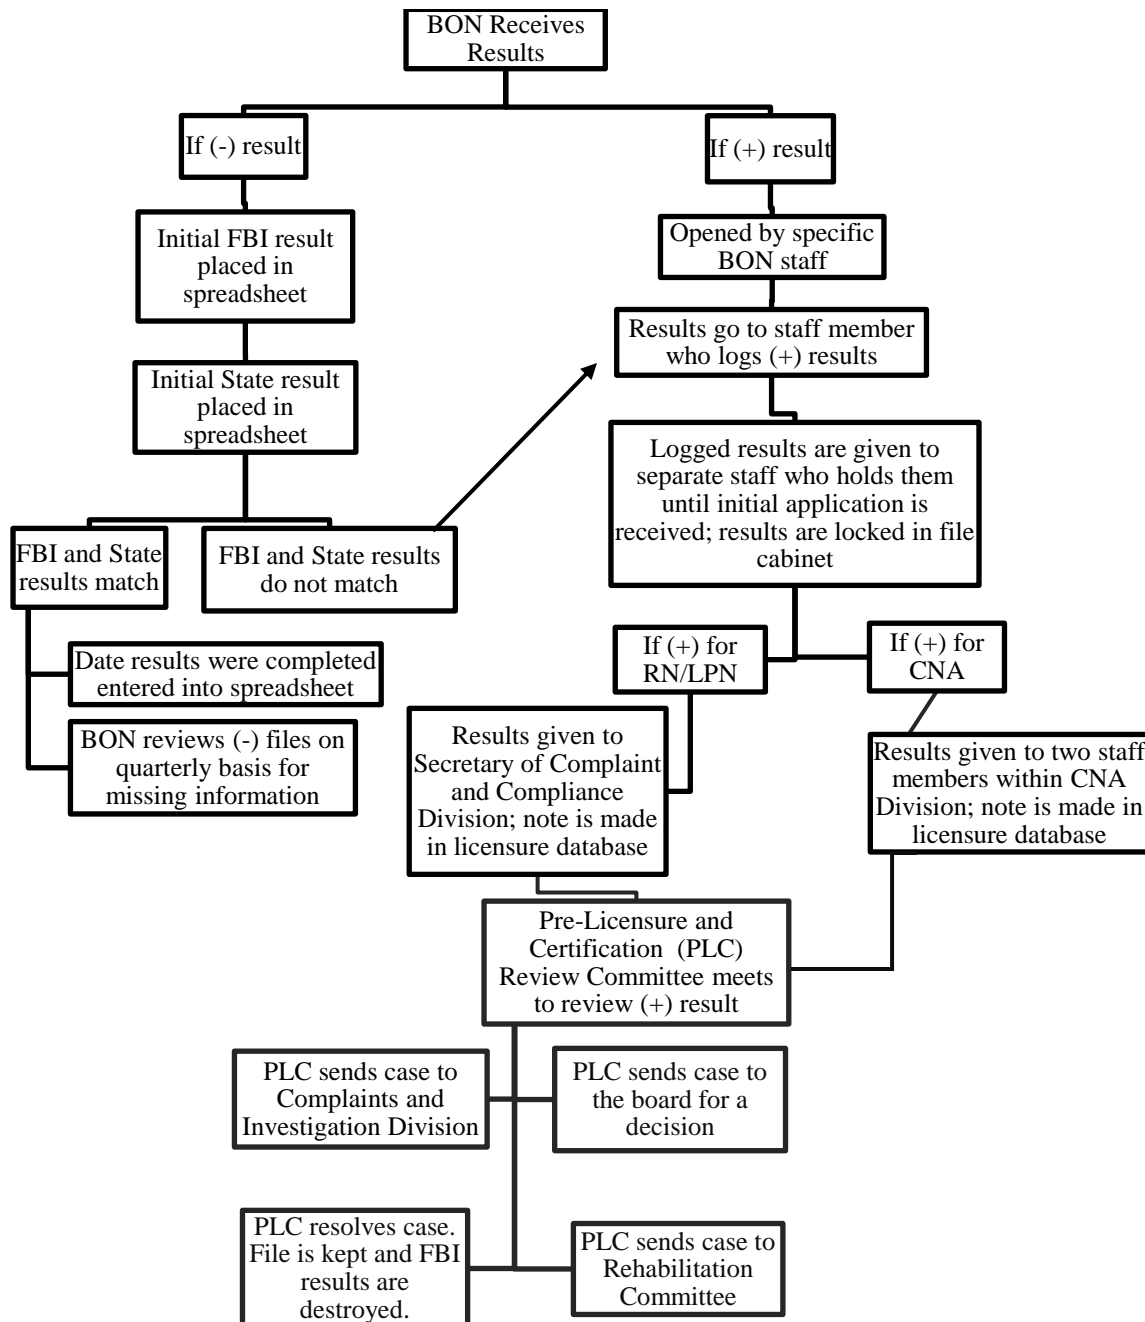 BON Receives
Results
If (-) result
If (+) result
Initial FBI result
placed in
spreadsheet
Opened by specific
BON staff
Results go to staff member
who logs (+) results
Initial State result
placed in
spreadsheet
Logged results are given to
separate staff who holds them
until initial application is
received; results are locked in file
cabinet
FBI and State
results match
FBI and State results
do not match
If (+) for
RN/LPN
If (+) for
CNA
Date results were completed
entered into spreadsheet
BON reviews (-) files on
quarterly basis for
missing information
Results given to
Secretary of Complaint
and Compliance
Division; note is made
in licensure database
Results given to two staff
members within CNA
Division; note is made in
licensure database
Pre-Licensure and
Certification (PLC)
Review Committee meets
to review (+) result
PLC sends case to
Complaints and
Investigation Division
PLC sends case to
the board for a
decision
PLC resolves case.
File is kept and FBI
results are
destroyed.
PLC sends case to
Rehabilitation
Committee